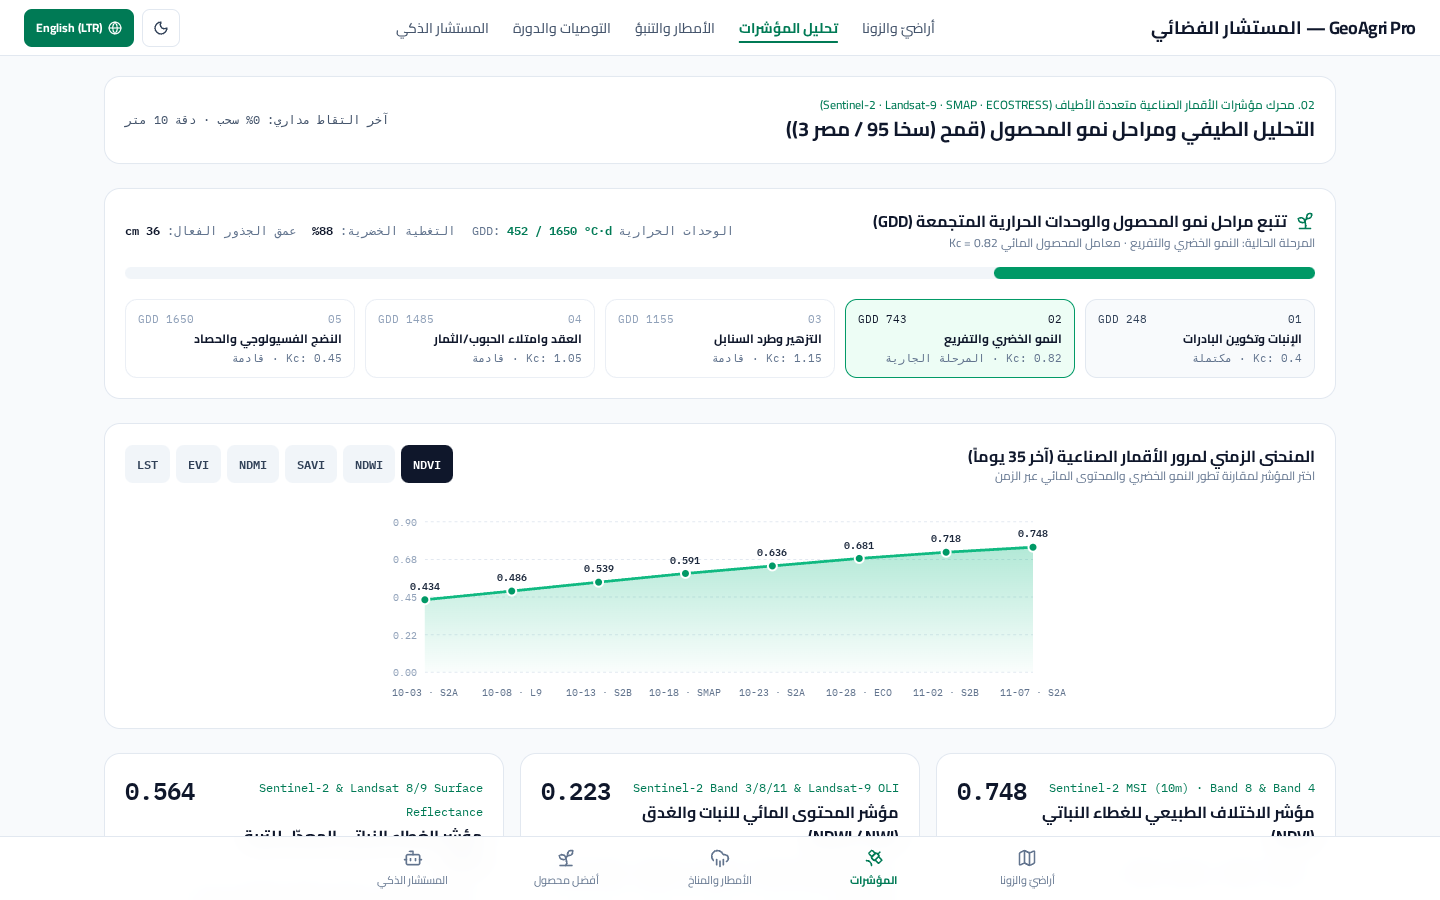 GeoAgri Pro — المستشار الفضائي
أراضيّ والزونا
تحليل المؤشرات
الأمطار والتنبؤ
التوصيات والدورة
المستشار الذكي
English (LTR)
02. محرك مؤشرات الأقمار الصناعية متعددة الأطياف (Sentinel-2 · Landsat-9 · SMAP · ECOSTRESS)
التحليل الطيفي ومراحل نمو المحصول (قمح (سخا 95 / مصر 3))
آخر التقاط مداري: 0% سحب · دقة 10 متر
تتبع مراحل نمو المحصول والوحدات الحرارية المتجمعة (GDD)
المرحلة الحالية: النمو الخضري والتفريع · معامل المحصول المائي Kc = 0.82
الوحدات الحرارية GDD: 452 / 1650 °C·d
التغطية الخضرية: 88%
عمق الجذور الفعال: 36 cm
01
GDD 248
الإنبات وتكوين البادرات
Kc: 0.4 · مكتملة
02
GDD 743
النمو الخضري والتفريع
Kc: 0.82 · المرحلة الجارية
03
GDD 1155
التزهير وطرد السنابل
Kc: 1.15 · قادمة
04
GDD 1485
العقد وامتلاء الحبوب/الثمار
Kc: 1.05 · قادمة
05
GDD 1650
النضج الفسيولوجي والحصاد
Kc: 0.45 · قادمة
المنحنى الزمني لمرور الأقمار الصناعية (آخر 35 يوماً)
اختر المؤشر لمقارنة تطور النمو الخضري والمحتوى المائي عبر الزمن
NDVI
NDWI
SAVI
NDMI
EVI
LST
0.90
0.68
0.45
0.22
0.00
0.434
0.486
0.539
0.591
0.636
0.681
0.718
0.748
10-03 · S2A
10-08 · L9
10-13 · S2B
10-18 · SMAP
10-23 · S2A
10-28 · ECO
11-02 · S2B
11-07 · S2A
Sentinel-2 MSI (10m) · Band 8 & Band 4
0.748
مؤشر الاختلاف الطبيعي للغطاء النباتي
(NDVI)
Sentinel-2 Band 3/8/11 & Landsat-9 OLI
0.223
مؤشر المحتوى المائي للنبات والغدق
(NDWI / NWI)
Sentinel-2 & Landsat 8/9 Surface
Reflectance
0.564
مؤشر الغطاء النباتي المعدّل للتربة
أراضيّ والزونا
المؤشرات
الأمطار والمناخ
أفضل محصول
المستشار الذكي